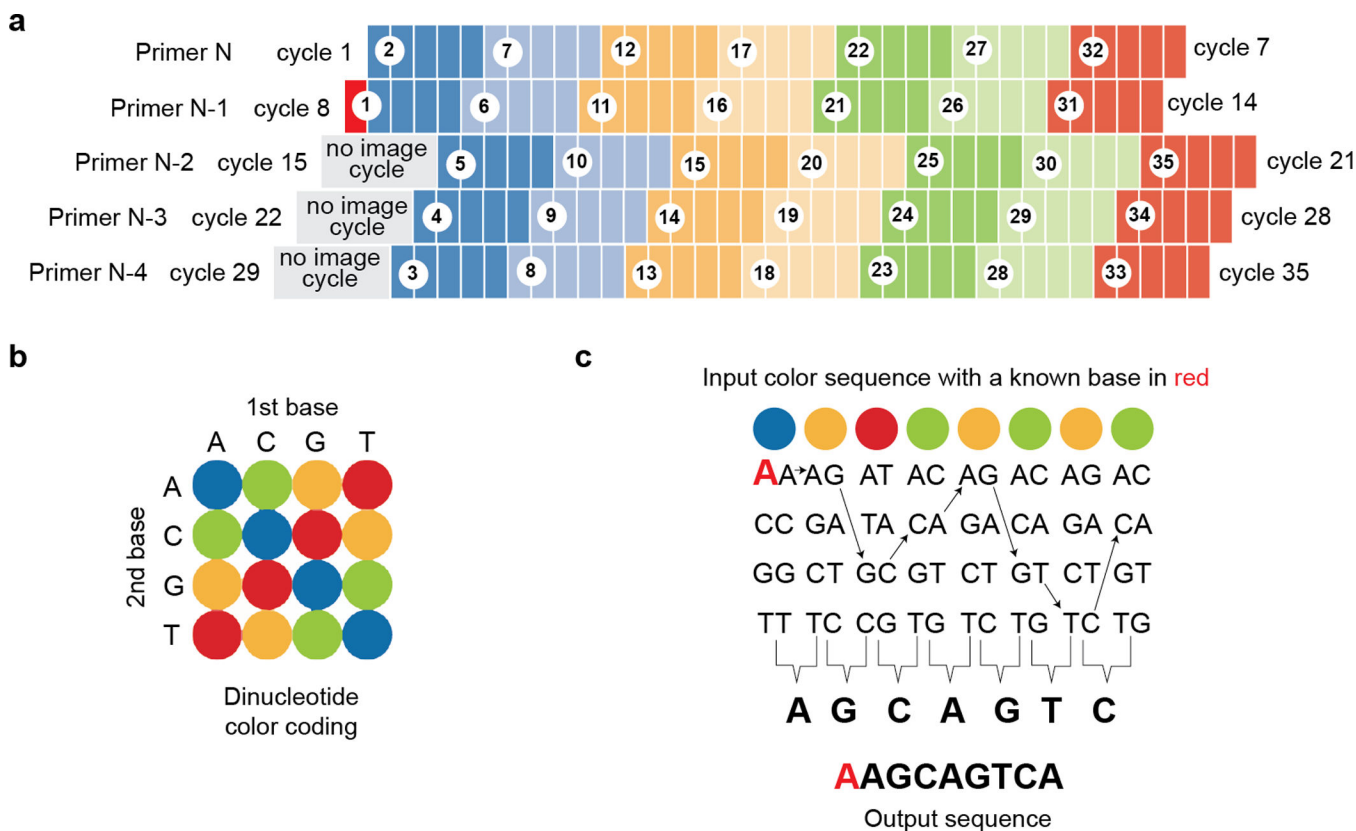 a
Primer N cycle 1 2 7 12 17 22 27 32 cycle 7
Primer N-1 cycle 8 1 6 11 16 21 26 31 cycle 14
Primer N-2 cycle 15 no image cycle 5 10 15 20 25 30 35 cycle 21
Primer N-3 cycle 22 no image cycle 4 9 14 19 24 29 34 cycle 28
Primer N-4 cycle 29 no image cycle 3 8 13 18 23 28 33 cycle 35
b
1st base
A C G T
2nd base
A
C
G
T
Dinucleotide
color coding
c
Input color sequence with a known base in red
AA AG AT AC AG AC AG AC
CC GA TA CA GA CA GA CA
GG CT GC GT CT GT CT GT
TT TC CG TG TC TG TC TG
A G C A G T C
AAGCAGTCA
Output sequence